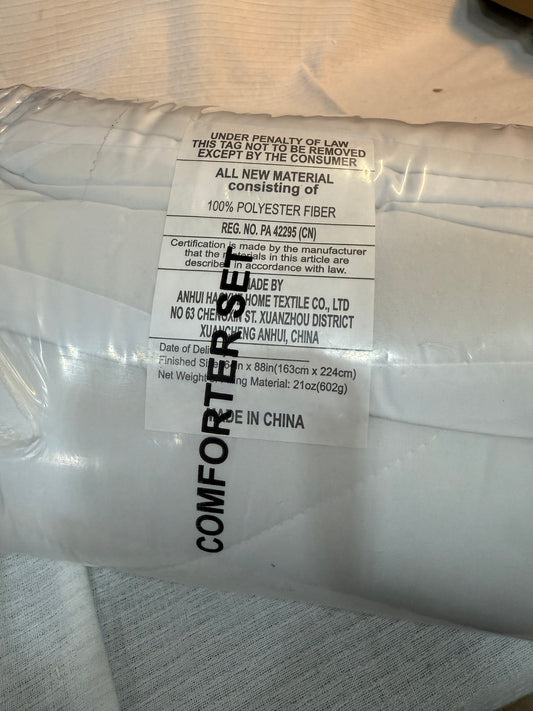 UNDER PENALTY OF LAW
THIS TAG NOT TO BE REMOVED
EXCEPT BY THE CONSUMER
ALL NEW MATERIAL
consisting of
100% POLYESTER FIBER
REG. NO. PA 42295 (CN)
Certification is made by the manufacturer
that the materials in this article are
described in accordance with law.
MADE BY
ANHUI HOME TEXTILE CO., LTD
NO 63 ST. XUANZHOU DISTRICT
XUANCHENG ANHUI, CHINA
Date of
Finished Size: x 88in(163cm x 224cm)
Net Weight Material: 21oz(602g)
MADE IN CHINA
COMFORTER SET